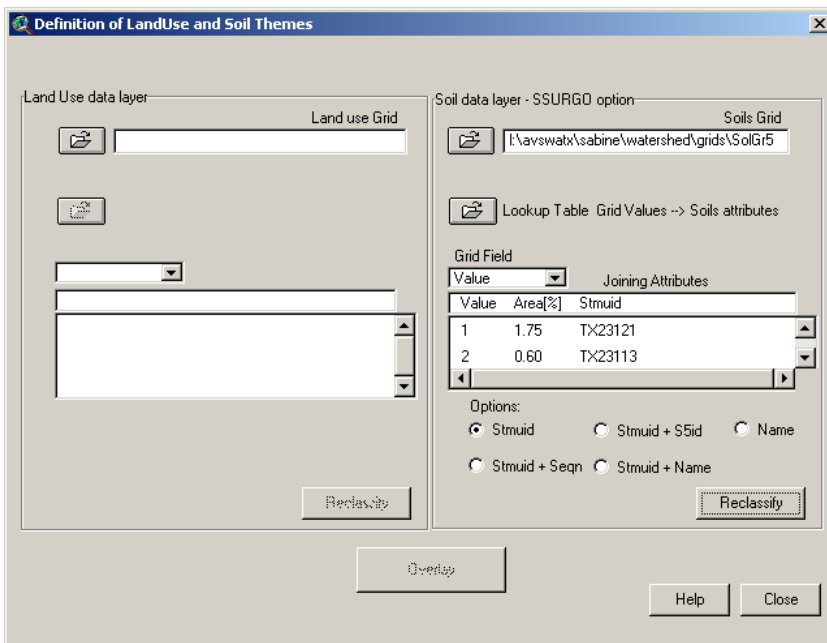 Definition of LandUse and Soil Themes
Land Use data layer
Land use Grid
Reclassify
Soil data layer - SSURGO option
Soils Grid
I:\avswatx\sabine\watershed\grids\SolGr5
Lookup Table Grid Values --> Soils attributes
Grid Field
Value
Joining Attributes
Value Area[%] Stmuid
1 1.75 TX23121
2 0.60 TX23113
Options:
Stmuid Stmuid + S5id Name
Stmuid + Seqn Stmuid + Name
Reclassify
Overlay
Help Close